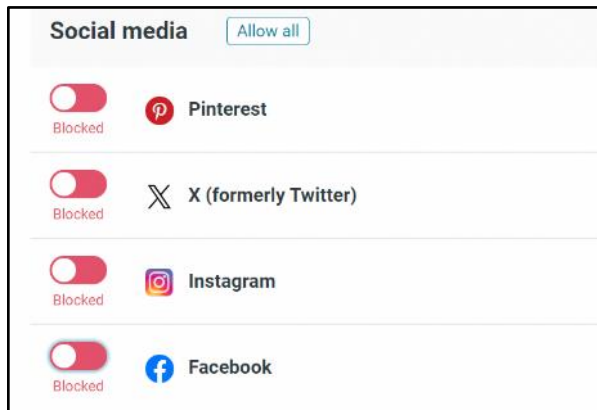 Social media Allow all
Blocked Pinterest
Blocked X (formerly Twitter)
Blocked Instagram
Blocked Facebook